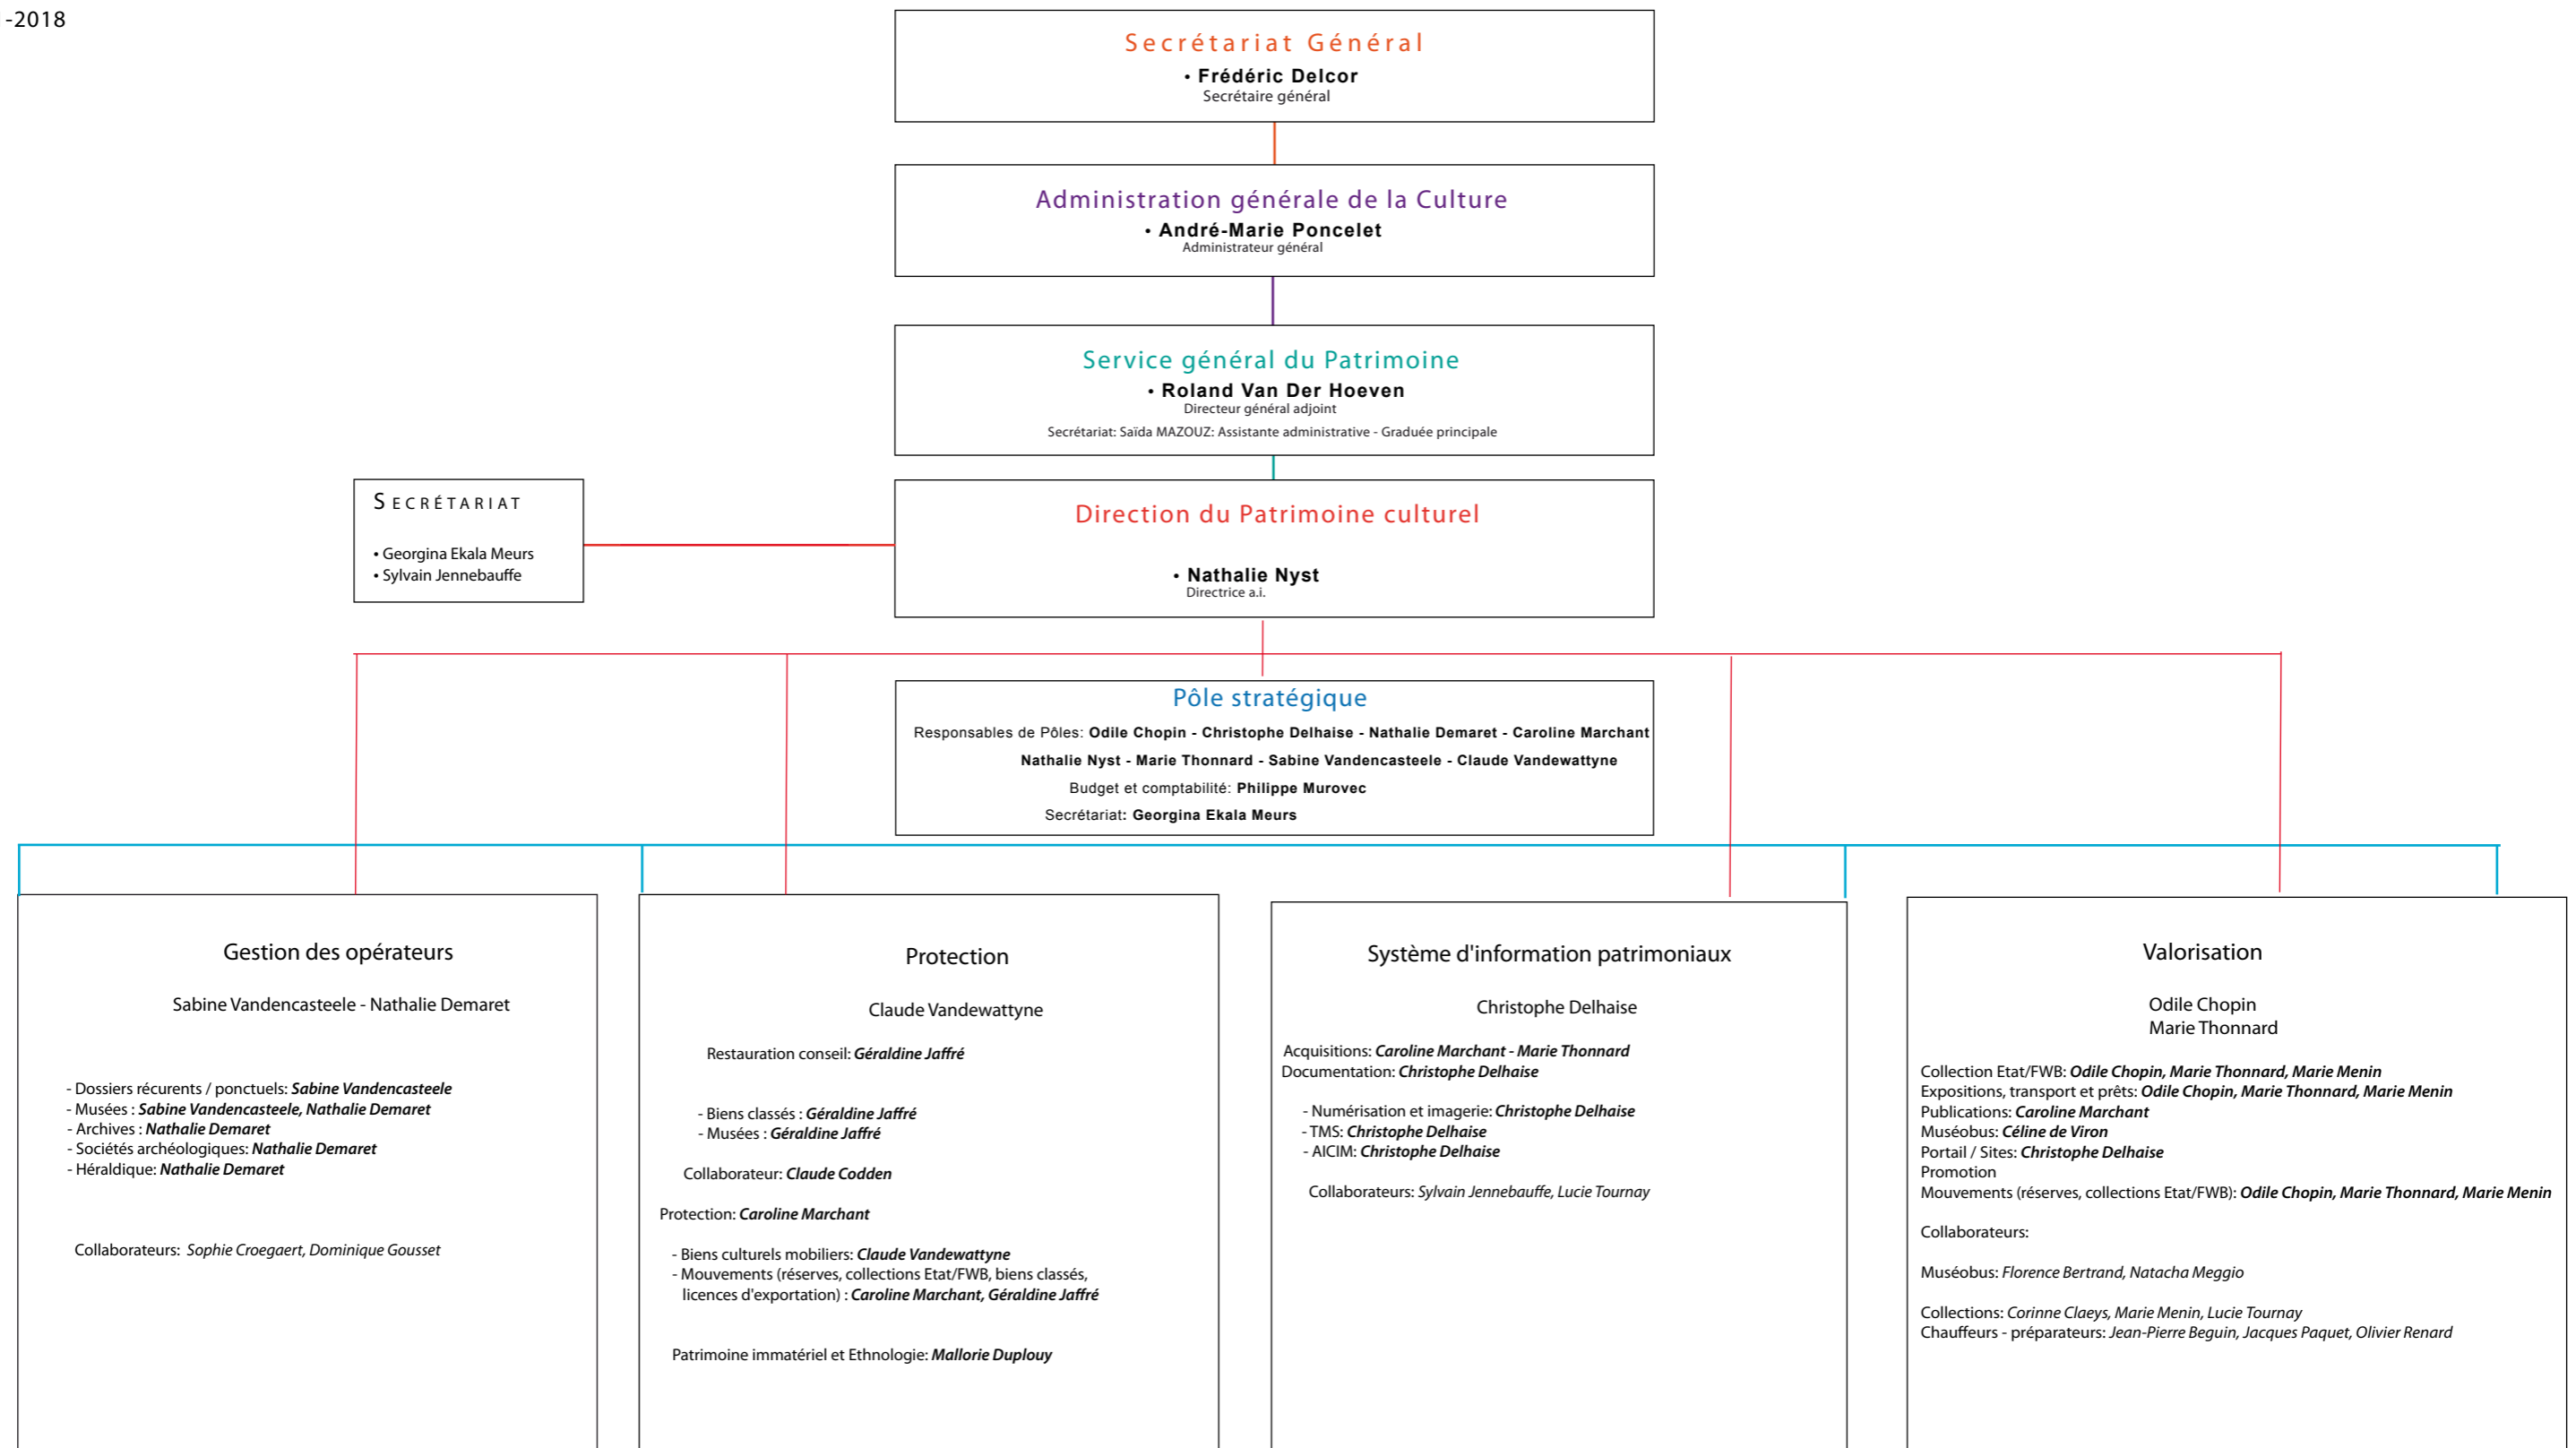 -2018
Secrétariat Général
• Frédéric Delcor
Secrétaire général
Administration générale de la Culture
• André-Marie Poncelet
Administrateur général
Service général du Patrimoine
• Roland Van Der Hoeven
Directeur général adjoint
Secrétariat: Saïda MAZOUZ: Assistante administrative - Graduée principale
SECRÉTARIAT
• Georgina Ekala Meurs
• Sylvain Jennebauffe
Direction du Patrimoine culturel
• Nathalie Nyst
Directrice a.i.
Pôle stratégique
Responsables de Pôles: Odile Chopin - Christophe Delhaise - Nathalie Demaret - Caroline Marchant
Nathalie Nyst - Marie Thonnard - Sabine Vandencasteele - Claude Vandewattyne
Budget et comptabilité: Philippe Murovec
Secrétariat: Georgina Ekala Meurs
Gestion des opérateurs
Sabine Vandencasteele - Nathalie Demaret
- Dossiers récurents / ponctuels: Sabine Vandencasteele
- Musées : Sabine Vandencasteele, Nathalie Demaret
- Archives : Nathalie Demaret
- Sociétés archéologiques: Nathalie Demaret
- Héraldique: Nathalie Demaret
Collaborateurs: Sophie Croegaert, Dominique Gousset
Protection
Claude Vandewattyne
Restauration conseil: Géraldine Jaffré
- Biens classés : Géraldine Jaffré
- Musées : Géraldine Jaffré
Collaborateur: Claude Codden
Protection: Caroline Marchant
- Biens culturels mobiliers: Claude Vandewattyne
- Mouvements (réserves, collections Etat/FWB, biens classés,
licences d'exportation) : Caroline Marchant, Géraldine Jaffré
Patrimoine immatériel et Ethnologie: Mallorie Duplouy
Système d'information patrimoniaux
Christophe Delhaise
Acquisitions: Caroline Marchant - Marie Thonnard
Documentation: Christophe Delhaise
- Numérisation et imagerie: Christophe Delhaise
- TMS: Christophe Delhaise
- AICIM: Christophe Delhaise
Collaborateurs: Sylvain Jennebauffe, Lucie Tournay
Valorisation
Odile Chopin
Marie Thonnard
Collection Etat/FWB: Odile Chopin, Marie Thonnard, Marie Menin
Expositions, transport et prêts: Odile Chopin, Marie Thonnard, Marie Menin
Publications: Caroline Marchant
Muséobus: Céline de Viron
Portail / Sites: Christophe Delhaise
Promotion
Mouvements (réserves, collections Etat/FWB): Odile Chopin, Marie Thonnard, Marie Menin
Collaborateurs:
Muséobus: Florence Bertrand, Natacha Meggio
Collections: Corinne Claeys, Marie Menin, Lucie Tournay
Chauffeurs - préparateurs: Jean-Pierre Beguin, Jacques Paquet, Olivier Renard